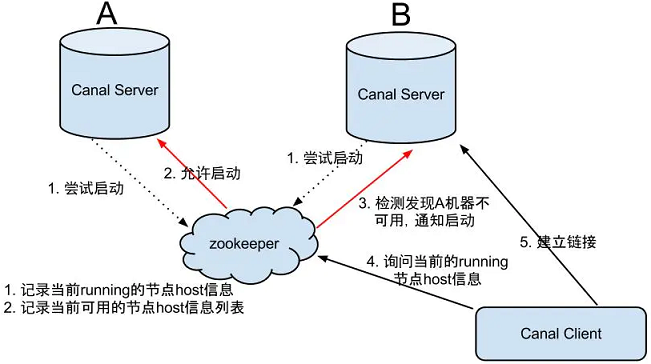 A
B
Canal Server
Canal Server
1. 尝试启动
2. 允许启动
1. 尝试启动
3. 检测发现A机器不
可用，通知启动
zookeeper
5. 建立链接
4. 询问当前的running
节点host信息
1. 记录当前running的节点host信息
2. 记录当前可用的节点host信息列表
Canal Client